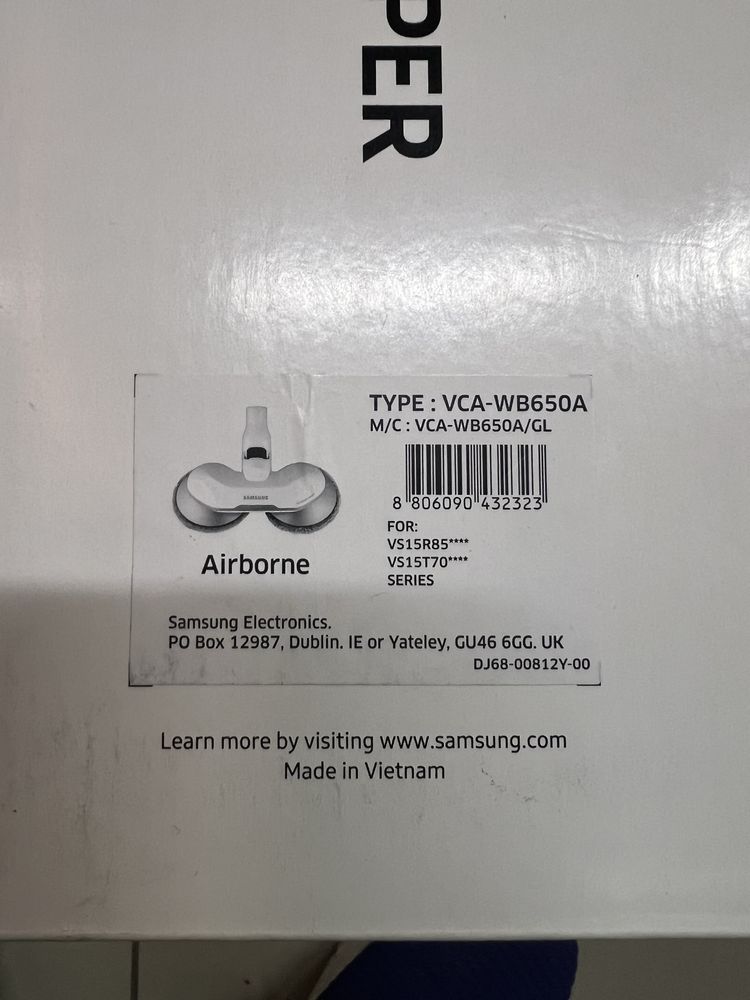 PER
TYPE : VCA-WB650A
M/C : VCA-WB650A/GL
8 806090 432323
FOR:
VS15R85****
VS15T70****
SERIES
SAMSUNG
Airborne
Samsung Electronics.
PO Box 12987, Dublin. IE or Yateley, GU46 6GG. UK
DJ68-00812Y-00
Learn more by visiting www.samsung.com
Made in Vietnam